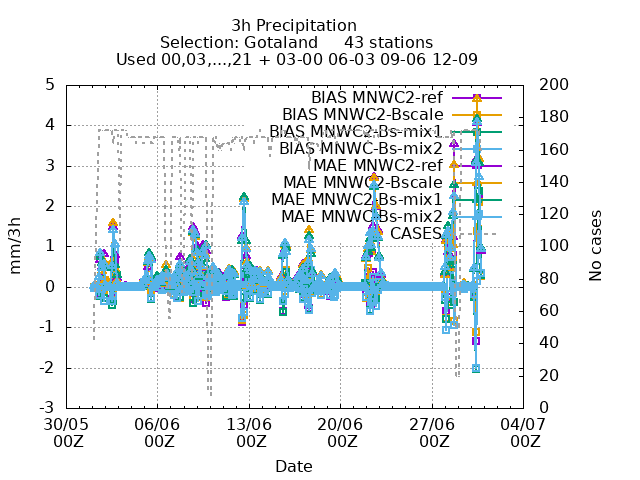 3h Precipitation
Selection: Gotaland 43 stations
Used 00,03,...,21 + 03-00 06-03 09-06 12-09
BIAS MNWC2-ref
BIAS MNWC2-Bscale
BIAS MNWC2-Bs-mix1
BIAS MNWC2-Bs-mix2
MAE MNWC2-ref
MAE MNWC2-Bscale
MAE MNWC2-Bs-mix1
MAE MNWC2-Bs-mix2
CASES
mm/3h
5
4
3
2
1
0
-1
-2
-3
No cases
200
180
160
140
120
100
80
60
40
20
0
30/05 06/06 13/06 20/06 27/06 04/07
00Z 00Z 00Z 00Z 00Z 00Z
Date